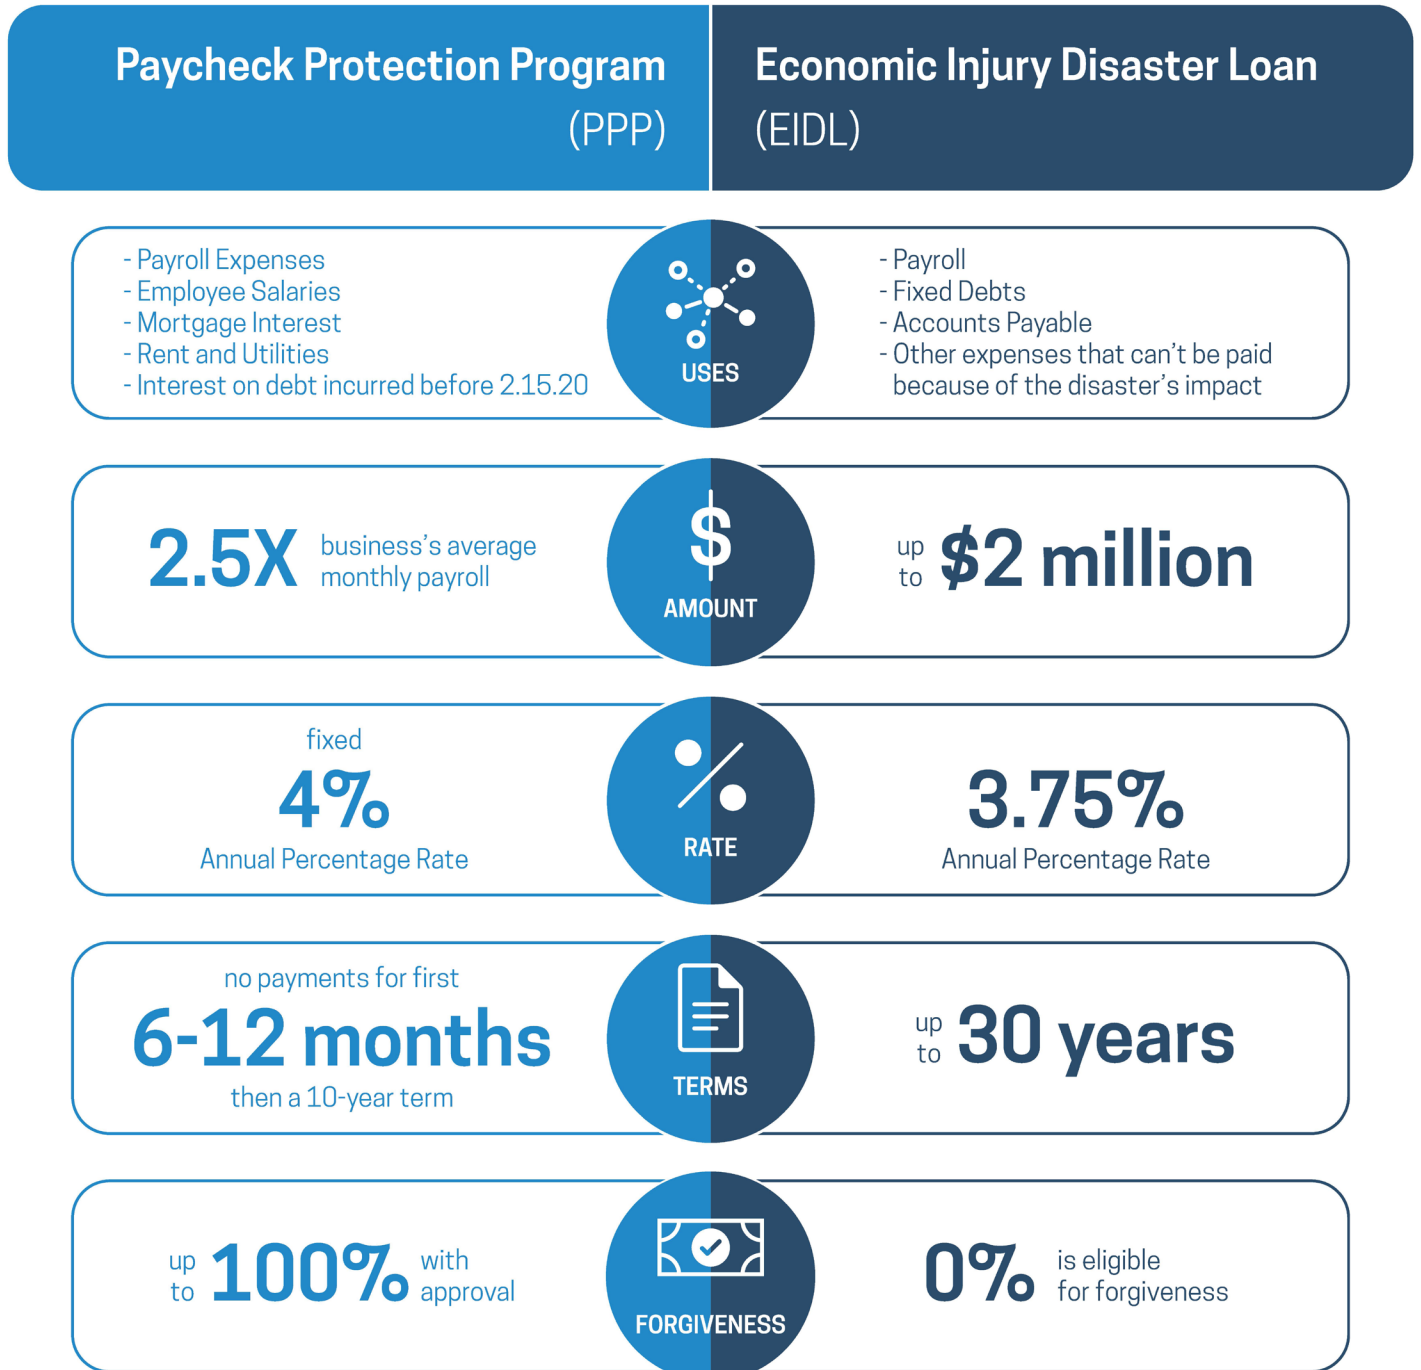 Paycheck Protection Program
(PPP)
Economic Injury Disaster Loan
(EIDL)
- Payroll Expenses
- Employee Salaries
- Mortgage Interest
- Rent and Utilities
- Interest on debt incurred before 2.15.20
USES
- Payroll
- Fixed Debts
- Accounts Payable
- Other expenses that can't be paid
because of the disaster's impact
2.5X
business's average
monthly payroll
$
AMOUNT
up
to
$2 million
fixed
4%
Annual Percentage Rate
%
RATE
3.75%
Annual Percentage Rate
no payments for first
6-12 months
then a 10-year term
TERMS
up
to
30 years
up
to
100%
with
approval
FORGIVENESS
0%
is eligible
for forgiveness